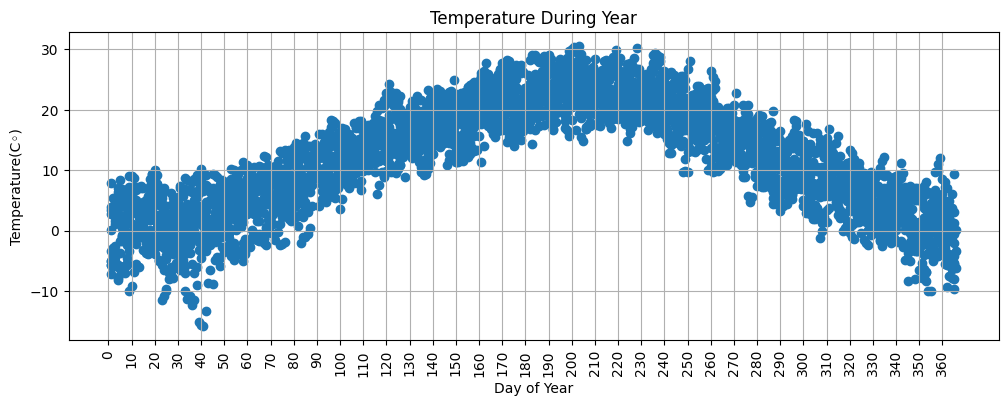 Temperature During Year
Temperature(C◦)
30
20
10
0
−10
0 10 20 30 40 50 60 70 80 90 100 110 120 130 140 150 160 170 180 190 200 210 220 230 240 250 260 270 280 290 300 310 320 330 340 350 360
Day of Year